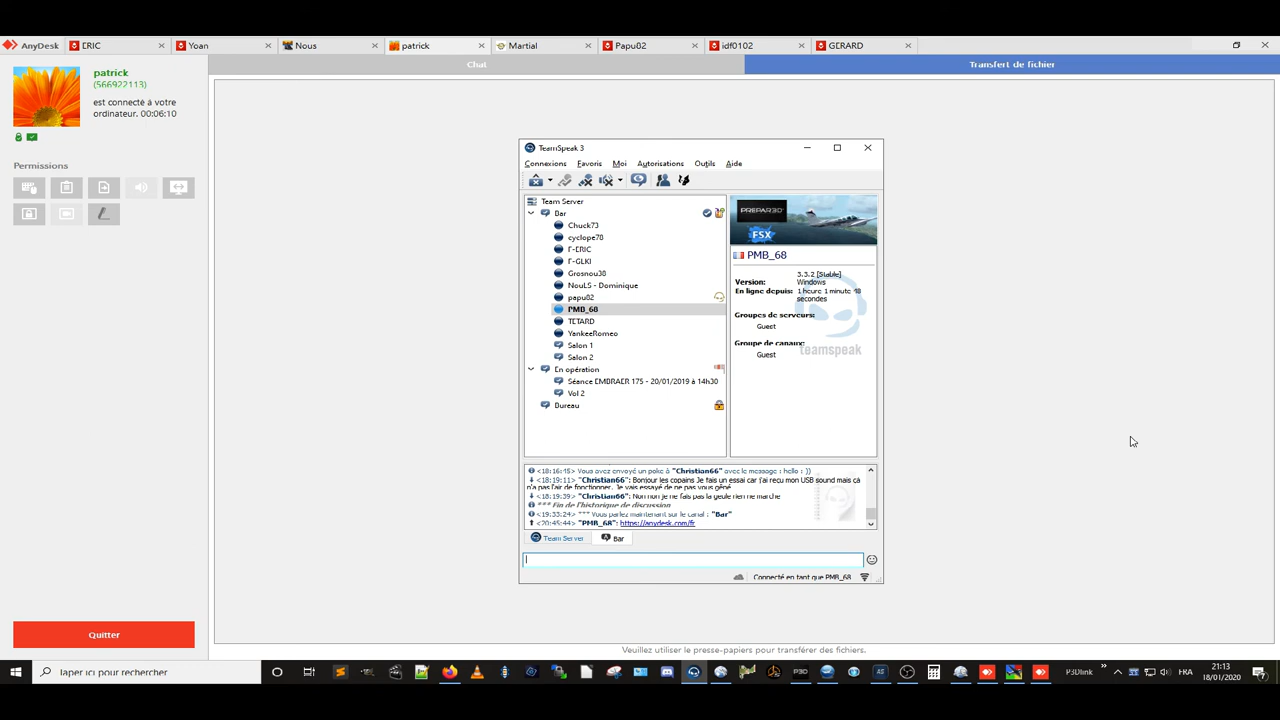 AnyDesk
ERIC
Yoan
Nous
patrick
Martial
Papu82
idf0102
GERARD
Chat
Transfert de fichier
patrick
(566922113)
est connecté à votre
ordinateur. 00:06:10
Permissions
TeamSpeak 3
Connexions Favoris Moi Autorisations Outils Aide
Team Server
Bar
Chuck73
cyclope78
F-ERIC
F-GLKI
Grosnou38
NouLS - Dominique
papu82
PMB_68
TETARD
YankeeRomeo
Salon 1
Salon 2
En opération
Séance EMBRAER 175 - 20/01/2019 à 14h30
Vol 2
Bureau
PREPAR3D
FSX
PMB_68
3.3.2 [Stable]
Version: Windows
En ligne depuis: 1 heure 1 minute 48
secondes
Groupes de serveurs:
Guest
Groupe de canaux:
Guest
teamspeak
<18:16:45> Vous avez envoyé un poke à "Christian66" avec le message : hello : ))
<18:19:11> "Christian66": Bonjour les copains Je fais un essai car j'ai recu mon USB sound mais ca
n'a pas l'air de fonctionner. Je vais essayé de ne pas vous gêné
<18:19:39> "Christian66": Non non je ne fais pas la geule rien ne marche
*** Fin de l'historique de discussion
<19:33:24> *** Vous parlez maintenant sur le canal : "Bar"
<20:45:44> "PMB_68": https://anydesk.com/fr
Team Server
Bar
Connecté en tant que PMB_68
Quitter
Veuillez utiliser le presse-papiers pour transférer des fichiers.
Taper ici pour rechercher
P3D
P3Dlink
FRA
21:13
18/01/2020